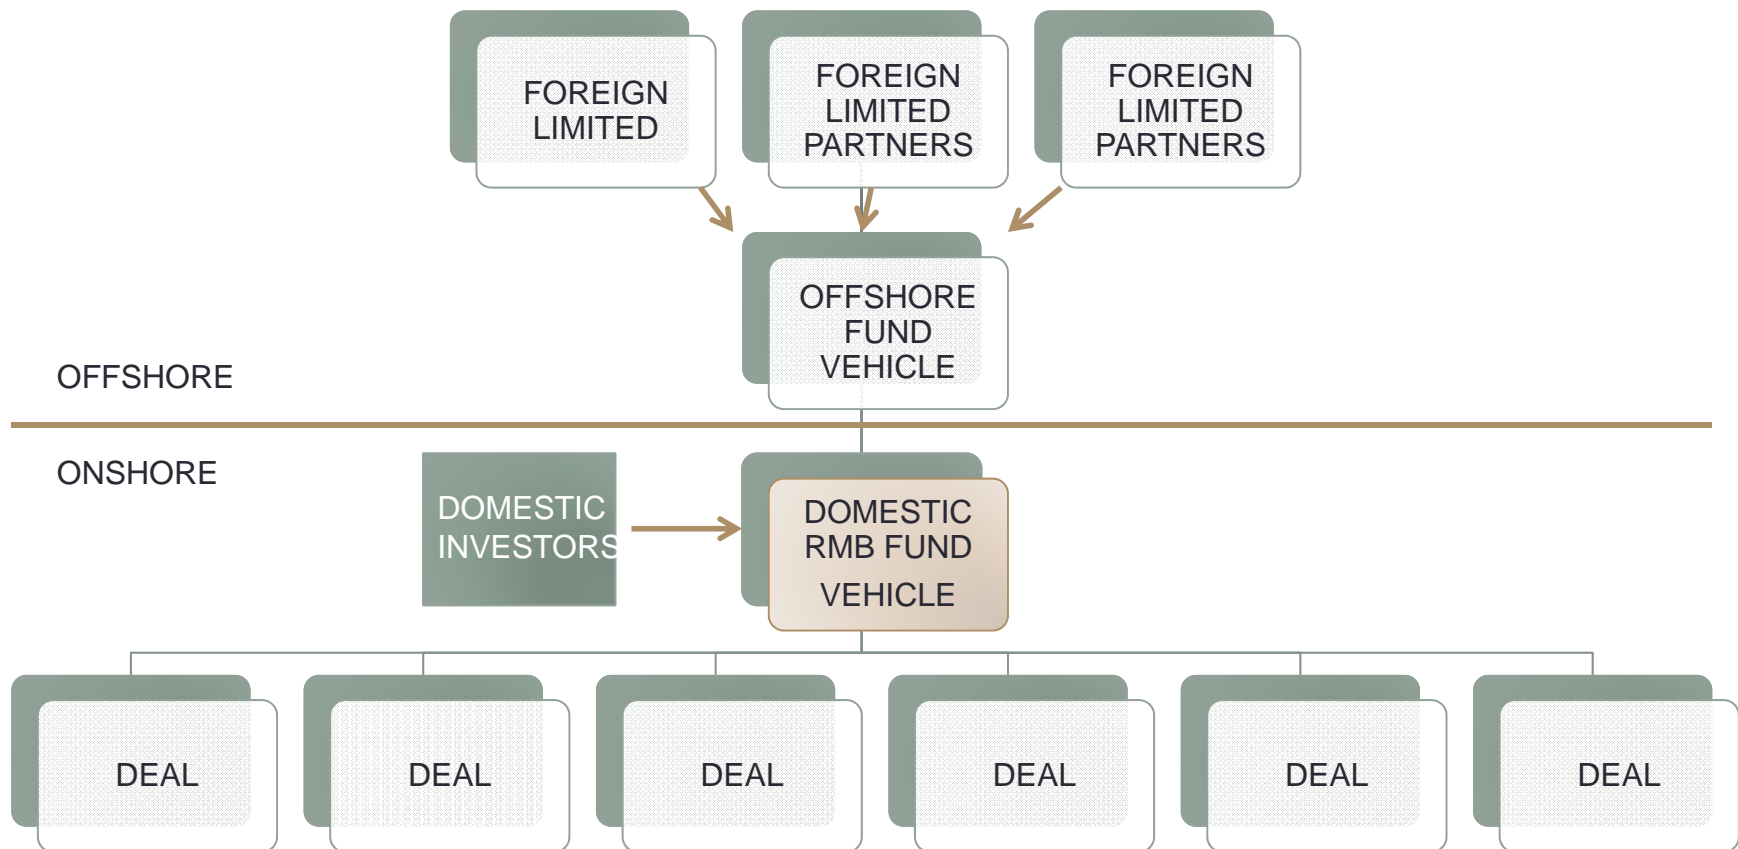 FOREIGN
LIMITED
FOREIGN
LIMITED
PARTNERS
FOREIGN
LIMITED
PARTNERS
OFFSHORE
FUND
VEHICLE
OFFSHORE
ONSHORE
DOMESTIC
INVESTORS
DOMESTIC
RMB FUND
VEHICLE
DEAL
DEAL
DEAL
DEAL
DEAL
DEAL